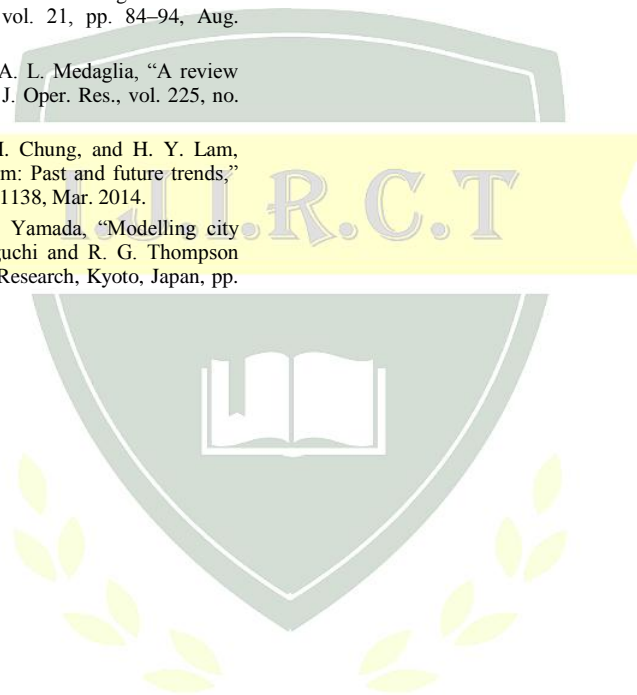 vol. 21, pp. 84–94, Aug.
A. L. Medaglia, “A review
J. Oper. Res., vol. 225, no.
Chung, and H. Y. Lam,
m: Past and future trends,”
1138, Mar. 2014.
Yamada, “Modelling city
guchi and R. G. Thompson
Research, Kyoto, Japan, pp.
I.J.I.R.C.T